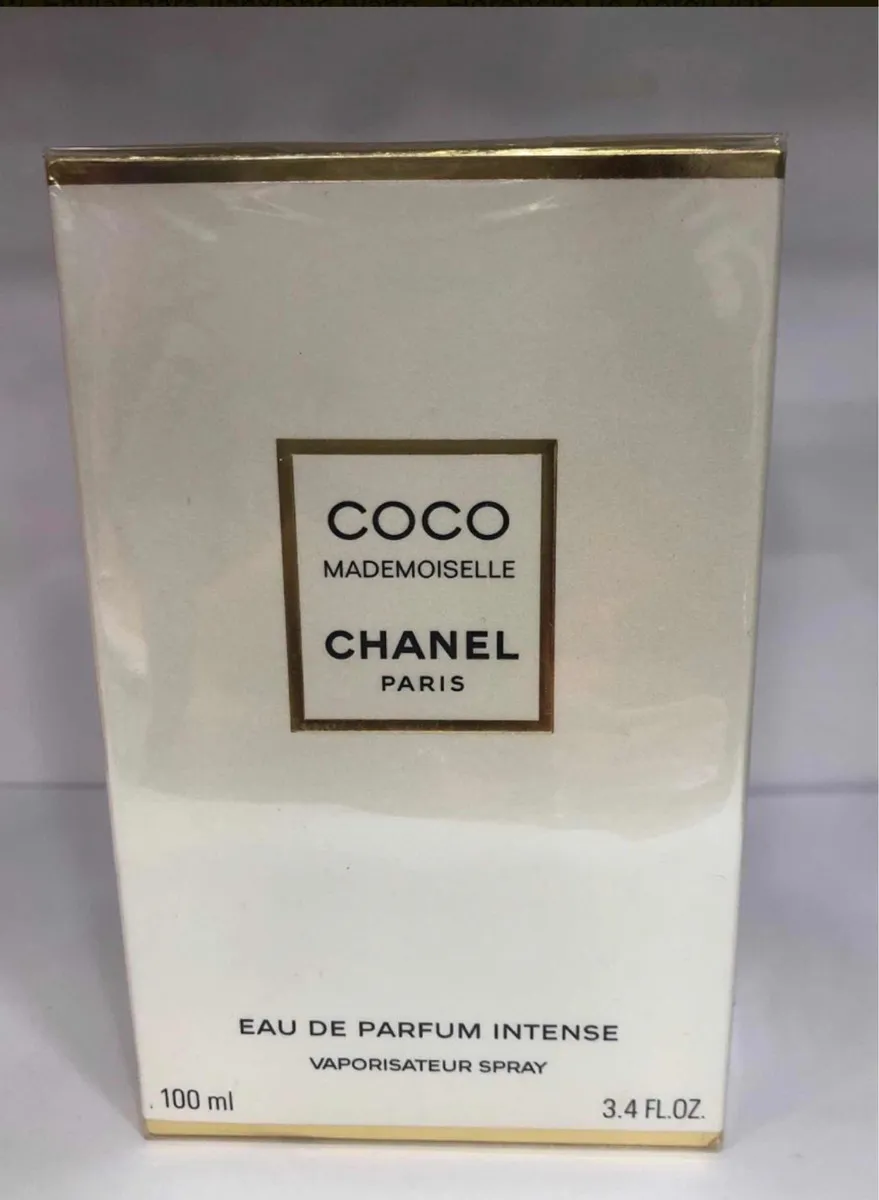 COCO
MADEMOISELLE
CHANEL
PARIS
EAU DE PARFUM INTENSE
VAPORISATEUR SPRAY
100 ml
3.4 FL.OZ.